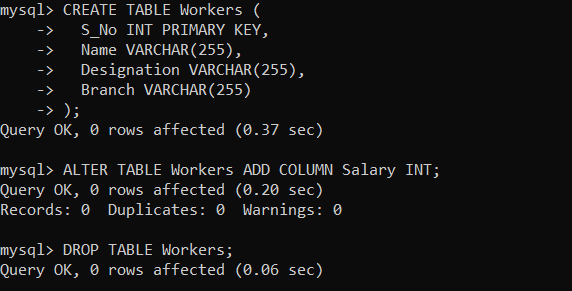 mysql> CREATE TABLE Workers (
    ->    S_No INT PRIMARY KEY,
    ->    Name VARCHAR(255),
    ->    Designation VARCHAR(255),
    ->    Branch VARCHAR(255)
    -> );
Query OK, 0 rows affected (0.37 sec)

mysql> ALTER TABLE Workers ADD COLUMN Salary INT;
Query OK, 0 rows affected (0.20 sec)
Records: 0  Duplicates: 0  Warnings: 0

mysql> DROP TABLE Workers;
Query OK, 0 rows affected (0.06 sec)